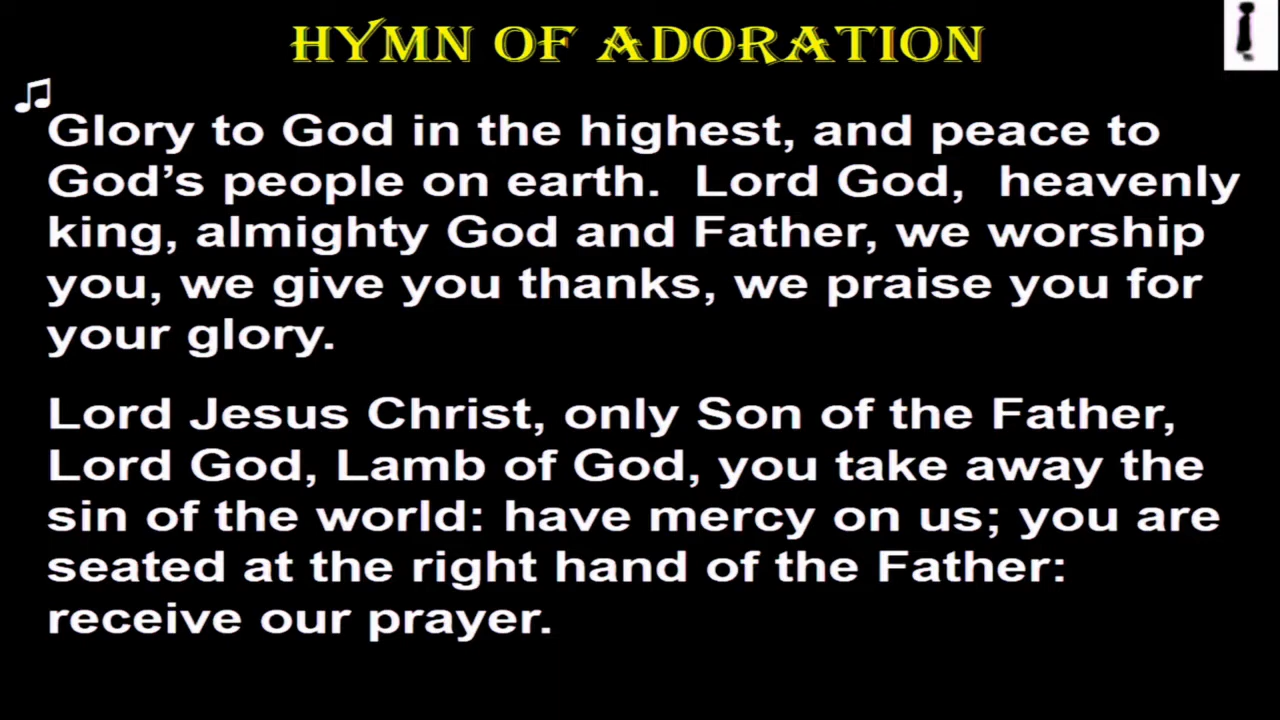 HYMN OF ADORATION
Glory to God in the highest, and peace to
God’s people on earth.  Lord God,  heavenly
king, almighty God and Father, we worship
you, we give you thanks, we praise you for
your glory.
Lord Jesus Christ, only Son of the Father,
Lord God, Lamb of God, you take away the
sin of the world: have mercy on us; you are
seated at the right hand of the Father:
receive our prayer.